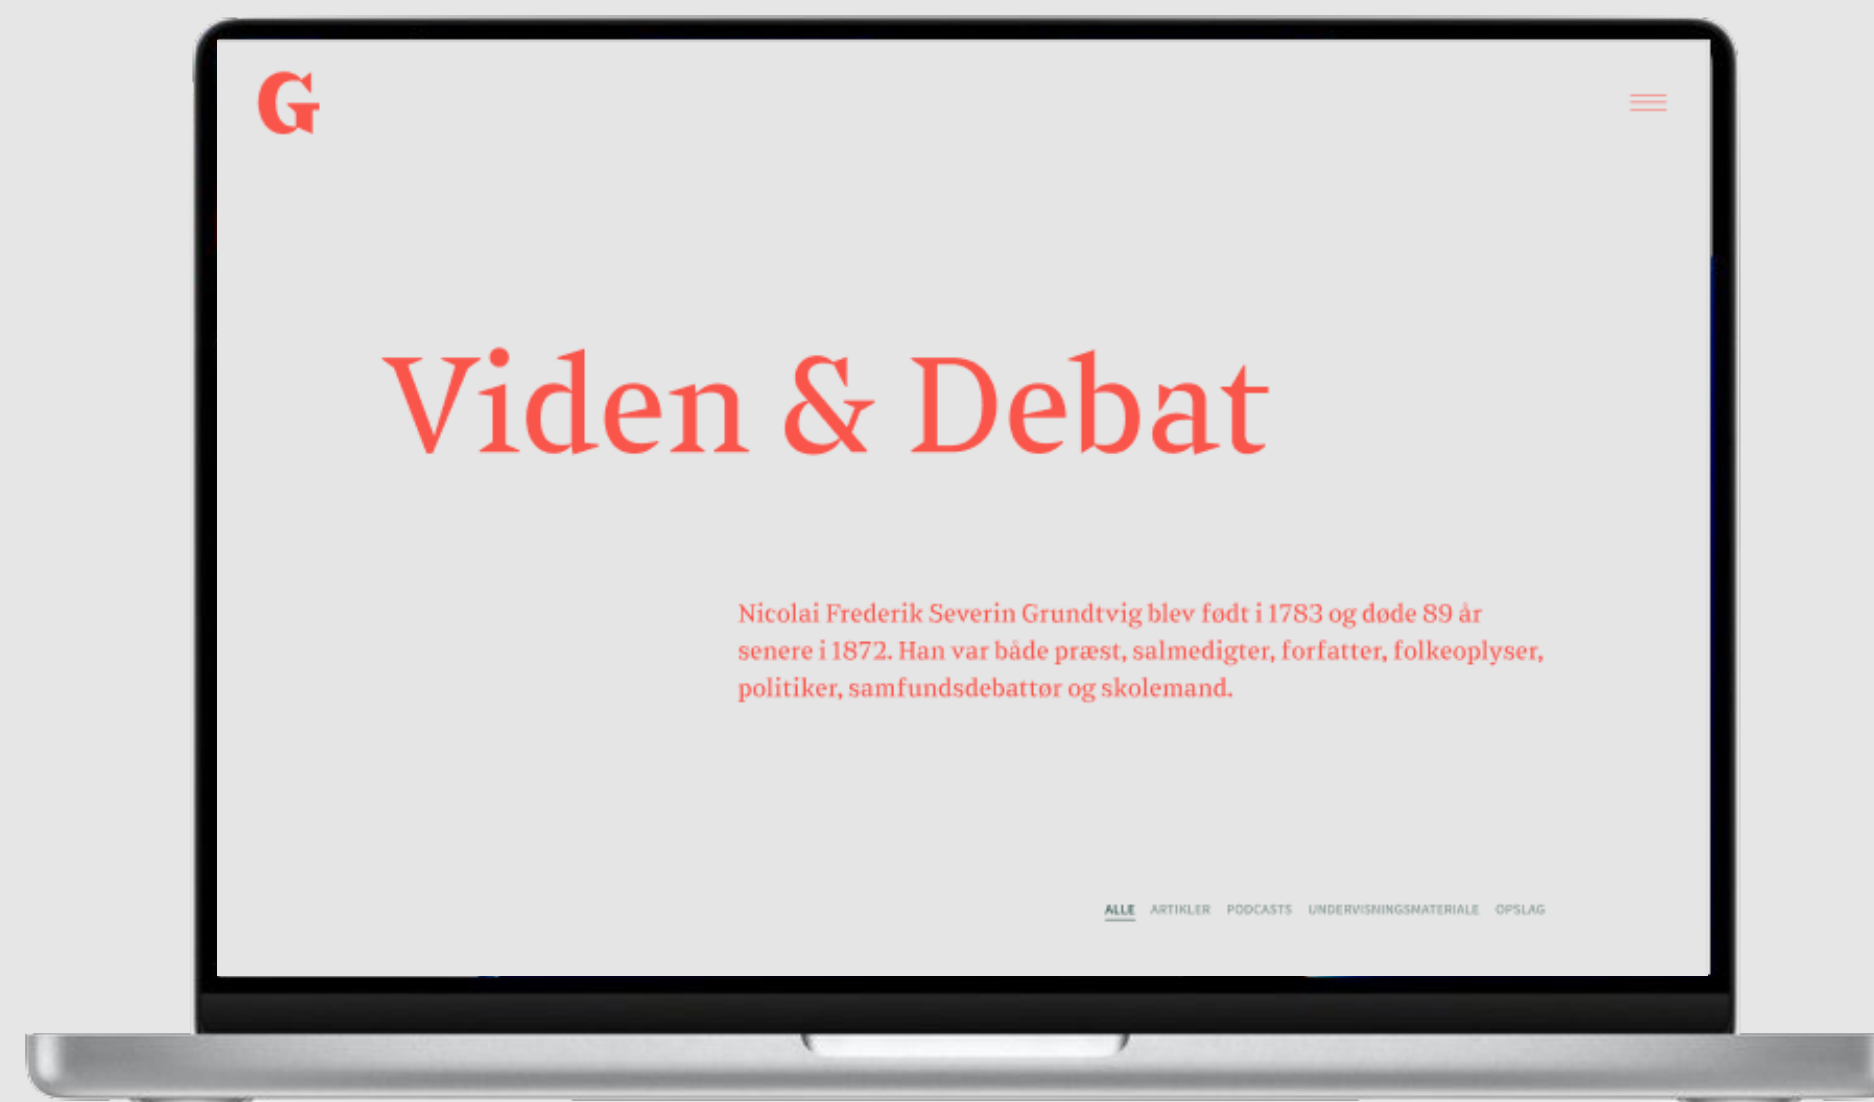 G
Viden & Debat
Nicolai Frederik Severin Grundtvig blev født i 1783 og døde 89 år
senere i 1872. Han var både præst, salmedigter, forfatter, folkeoplyser,
politiker, samfundsdebattør og skolemand.
ALLE ARTIKLER PODCASTS UNDERVISNINGSMATERIALE OPSLAG